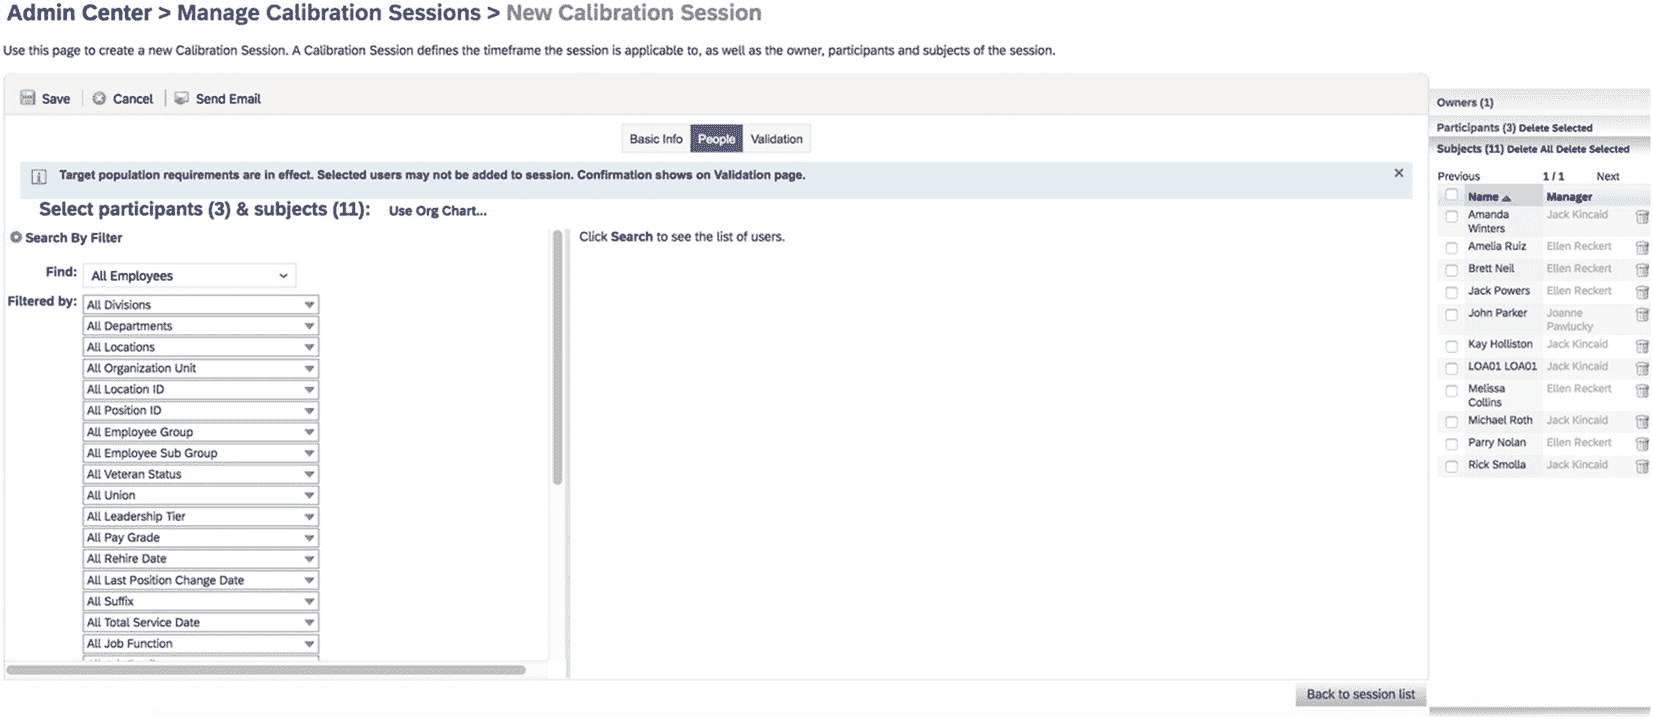 Admin Center > Manage Calibration Sessions > New Calibration Session
Use this page to create a new Calibration Session. A Calibration Session defines the timeframe the session is applicable to, as well as the owner, participants and subjects of the session.
Save
Cancel
Send Email
Basic Info
People
Validation
Target population requirements are in effect. Selected users may not be added to session. Confirmation shows on Validation page.
Select participants (3) & subjects (11): Use Org Chart...
Search By Filter
Find: All Employees
Filtered by: All Divisions
All Departments
All Locations
All Organization Unit
All Location ID
All Position ID
All Employee Group
All Employee Sub Group
All Veteran Status
All Union
All Leadership Tier
All Pay Grade
All Rehire Date
All Last Position Change Date
All Suffix
All Total Service Date
All Job Function
Click Search to see the list of users.
Back to session list
Owners (1)
Participants (3) Delete Selected
Subjects (11) Delete All Delete Selected
Previous 1 / 1 Next
Name Manager
Amanda Winters Jack Kincaid
Amelia Ruiz Ellen Reckert
Brett Neil Ellen Reckert
Jack Powers Ellen Reckert
John Parker Joanne Pawlucky
Kay Holliston Jack Kincaid
LOA01 LOA01 Jack Kincaid
Melissa Collins Ellen Reckert
Michael Roth Jack Kincaid
Parry Nolan Ellen Reckert
Rick Smolla Jack Kincaid